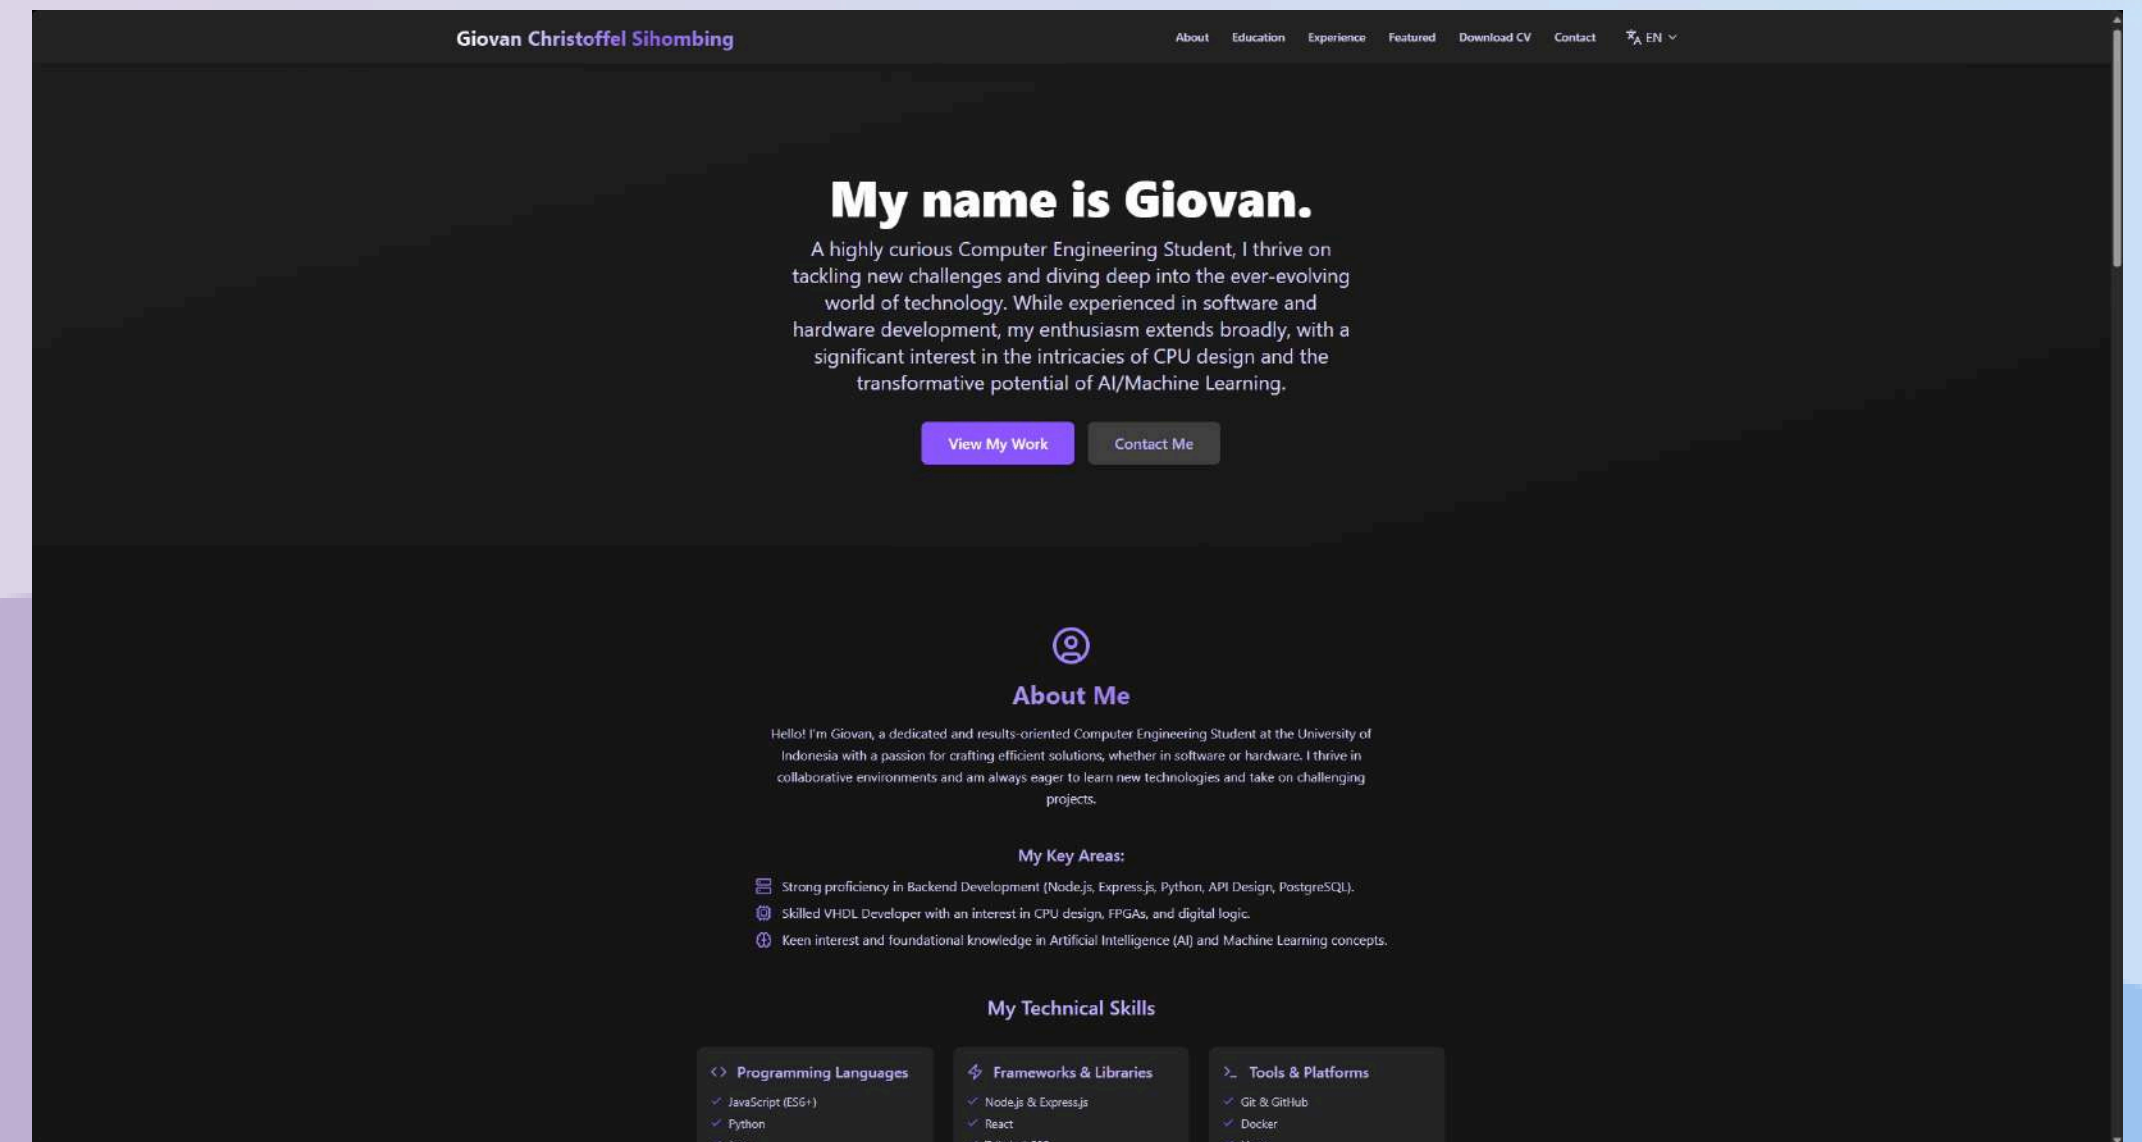 Giovan Christoffel Sihombing
About Education Experience Featured Download CV Contact EN
My name is Giovan.
A highly curious Computer Engineering Student, I thrive on
tackling new challenges and diving deep into the ever-evolving
world of technology. While experienced in software and
hardware development, my enthusiasm extends broadly, with a
significant interest in the intricacies of CPU design and the
transformative potential of AI/Machine Learning.
View My Work
Contact Me
About Me
Hello! I'm Giovan, a dedicated and results-oriented Computer Engineering Student at the University of
Indonesia with a passion for crafting efficient solutions, whether in software or hardware. I thrive in
collaborative environments and am always eager to learn new technologies and take on challenging
projects.
My Key Areas:
Strong proficiency in Backend Development (Node.js, Express.js, Python, API Design, PostgreSQL).
Skilled VHDL Developer with an interest in CPU design, FPGAs, and digital logic.
Keen interest and foundational knowledge in Artificial Intelligence (AI) and Machine Learning concepts.
My Technical Skills
Programming Languages
JavaScript (ES6+)
Python
Frameworks & Libraries
Node.js & Express.js
React
Tools & Platforms
Git & GitHub
Docker